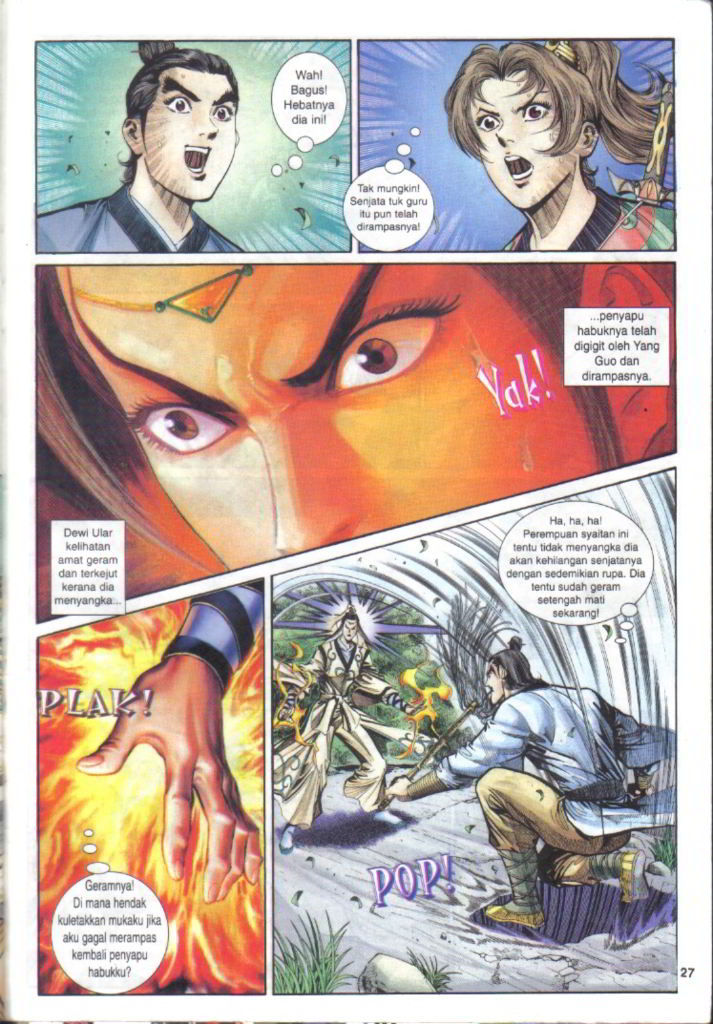 Wah!
Bagus!
Hebatnya
dia ini!
Tak mungkin!
Senjata tuk guru
itu pun telah
dirampasnya!
...penyapu
habuknya telah
digigit oleh Yang
Guo dan
dirampasnya.
Yak!
Dewi Ular
kelihatan
amat geram
dan terkejut
kerana dia
menyangka...
Ha, ha, ha!
Perempuan syaitan ini
tentu tidak menyangka dia
akan kehilangan senjatanya
dengan sedemikian rupa. Dia
tentu sudah geram
setengah mati
sekarang!
PLAK!
Geramnya!
Di mana hendak
kuletakkan mukaku jika
aku gagal merampas
kembali penyapu
habukku?
POP!
27